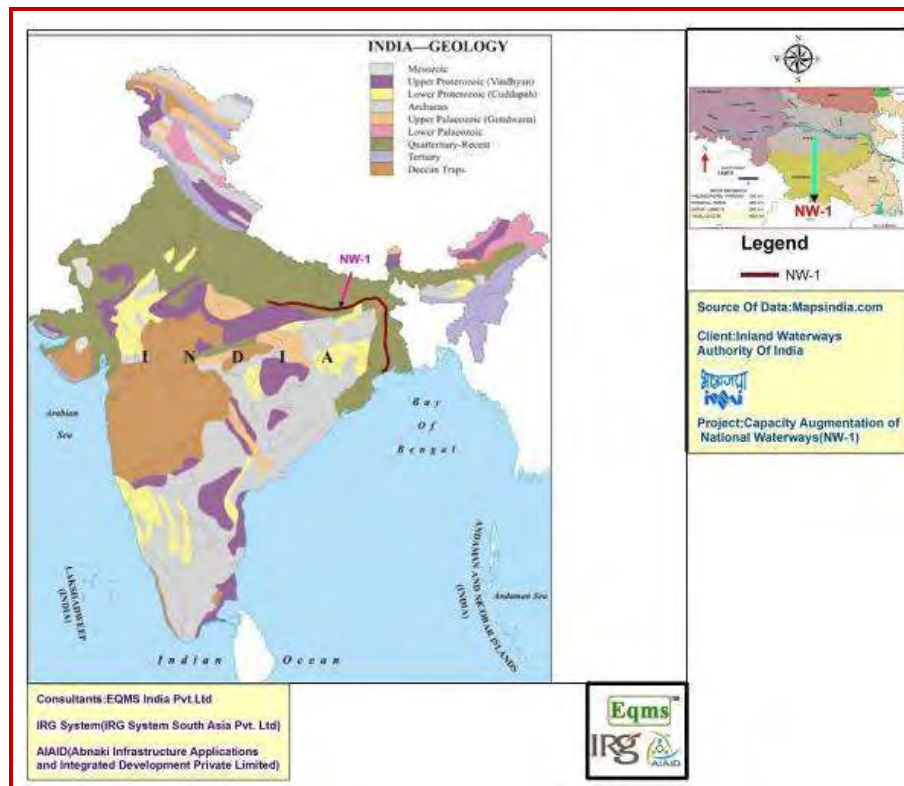 INDIA—GEOLOGY
Mesozoic
Upper Proterozoic (Vindhyan)
Lower Proterozoic (Cuddapah)
Archaean
Upper Palaeozoic (Gondwana)
Lower Palaeozoic
Quarternary-Recent
Tertiary
Deccan Traps
NW-1
I N D I A
Arabian
Sea
Bay
Of
Bengal
LAKSHADWEEP
(INDIA)
ANDAMAN AND NICOBAR ISLANDS
(INDIA)
Andaman Sea
Indian Ocean
N
W
NW-1
Legend
NW-1
Source Of Data:Mapsindia.com
Client:Inland Waterways
Authority Of India
Project:Capacity Augmentation of
National Waterways(NW-1)
Consultants:EQMS India Pvt.Ltd
IRG System(IRG System South Asia Pvt. Ltd)
AIAID(Abnaki Infrastructure Applications
and Integrated Development Private Limited)
Eqms
IRG
AIAID